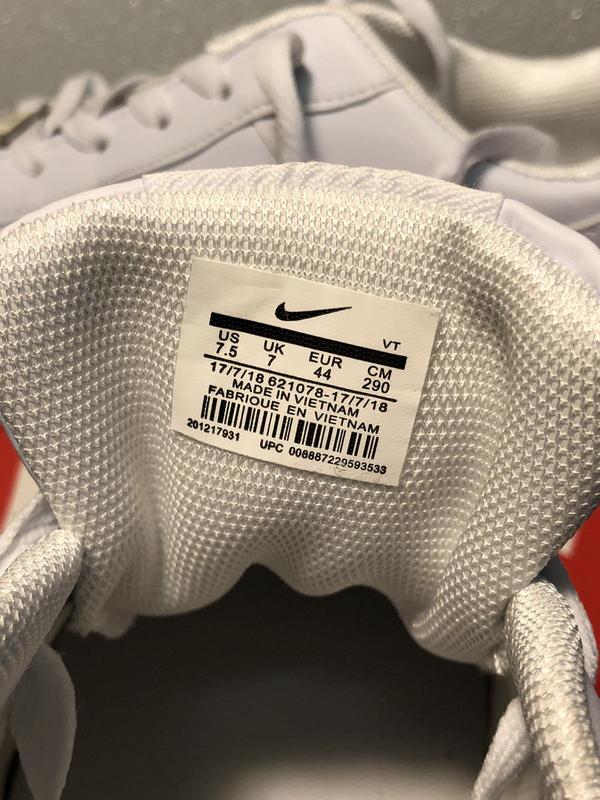 VT
US UK EUR CM
7.5 7 44 290
17/7/18 621078-17/7/18
MADE IN VIETNAM
FABRIQUE EN VIETNAM
201217931 UPC 008887229593533